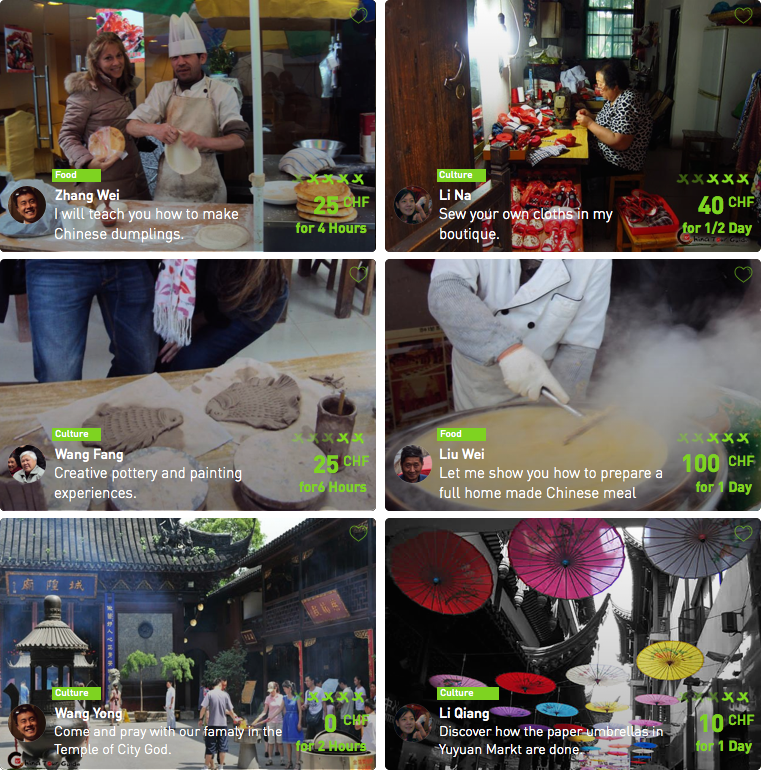 Food
Zhang Wei
I will teach you how to make
Chinese dumplings.
25 CHF
for 4 Hours
Culture
Li Na
Sew your own cloths in my
boutique.
40 CHF
for 1/2 Day
Culture
Wang Fang
Creative pottery and painting
experiences.
25 CHF
for6 Hours
Food
Liu Wei
Let me show you how to prepare a
full home made Chinese meal
100 CHF
for 1 Day
廟隍城
Culture
Wang Yong
Come and pray with our famaly in the
Temple of City God.
0 CHF
for 2 Hours
Culture
Li Qiang
Discover how the paper umbrellas in
Yuyuan Markt are done.
10 CHF
for 1 Day